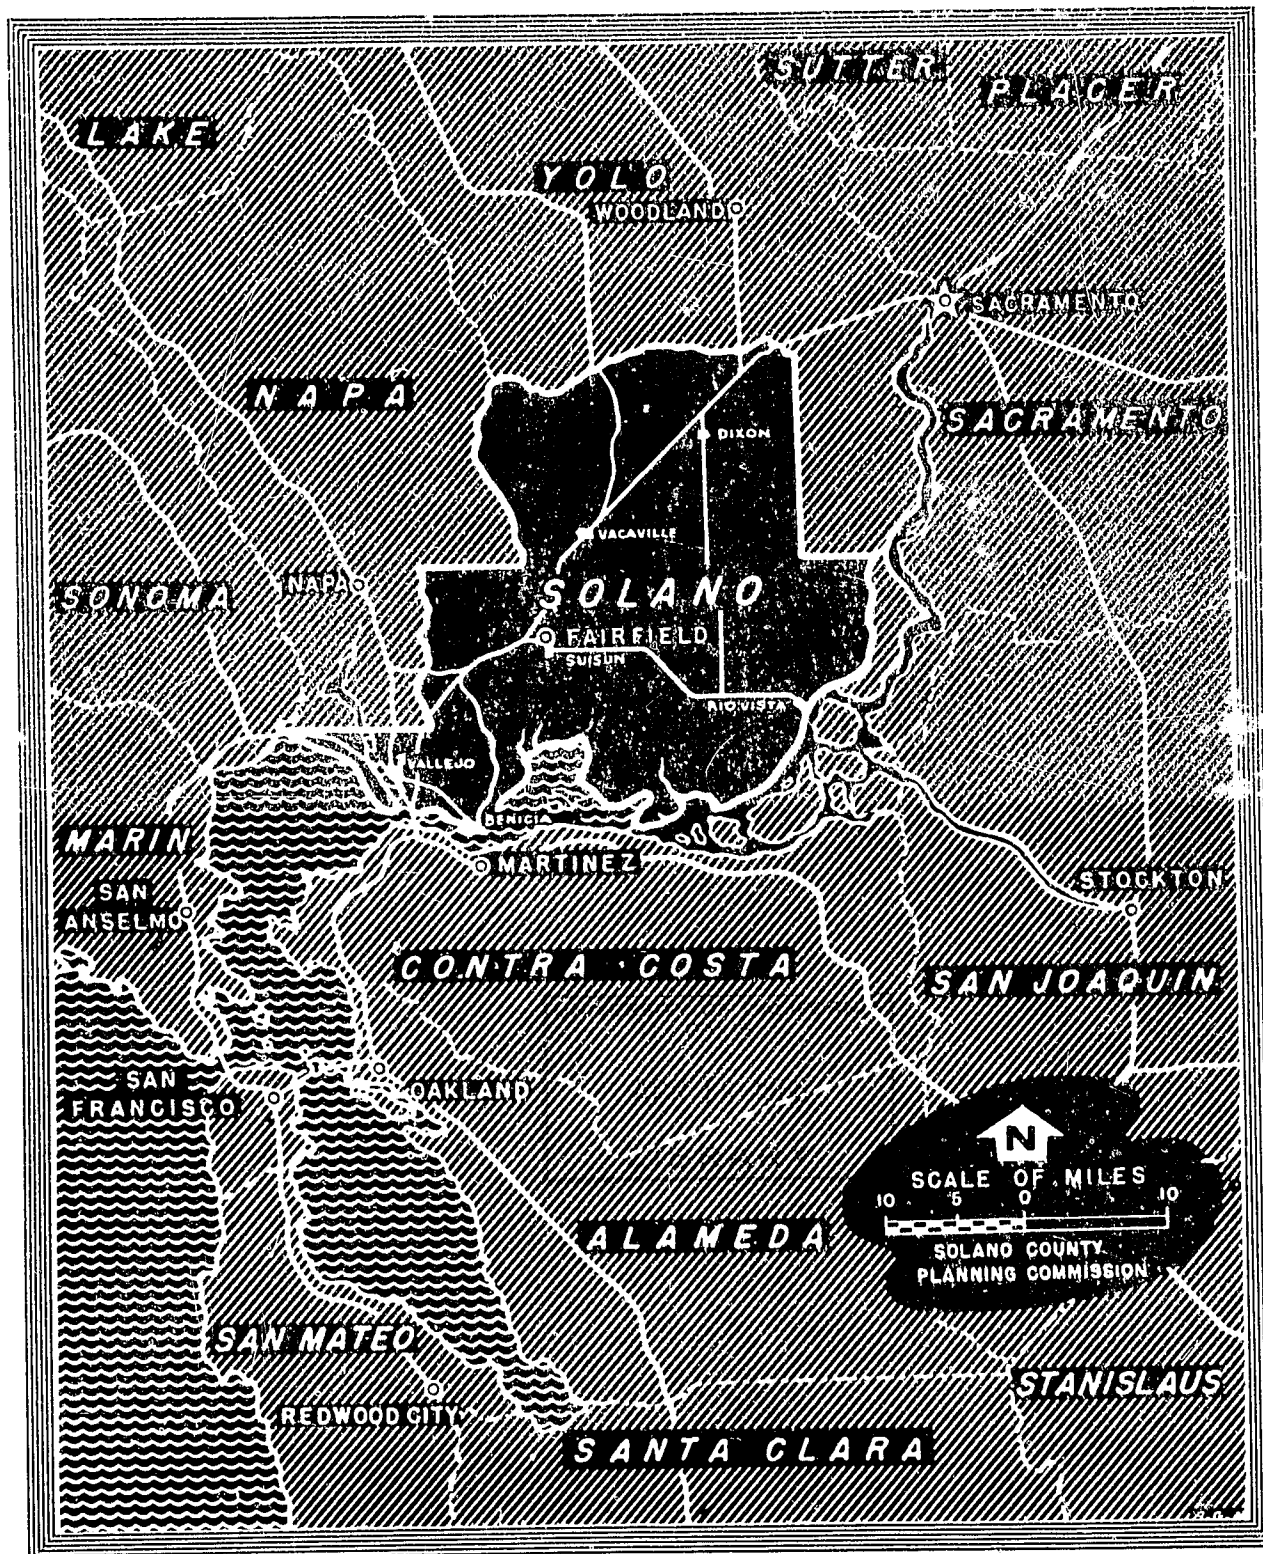 SUTTER
PLACER
LAKE
YOLO
WOODLAND
SACRAMENTO
NAPA
SACRAMENTO
DIXON
VACAVILLE
SONOMA
NAPA
SOLANO
FAIRFIELD
SUISUN
RIO VISTA
VALLEJO
BENICIA
MARIN
MARTINEZ
SAN
ANSELMO
STOCKTON
CONTRA COSTA
SAN JOAQUIN
SAN
FRANCISCO
OAKLAND
N
SCALE OF MILES
10 5 0 10
SOLANO COUNTY
PLANNING COMMISSION
ALAMEDA
SAN MATEO
REDWOOD CITY
STANISLAUS
SANTA CLARA